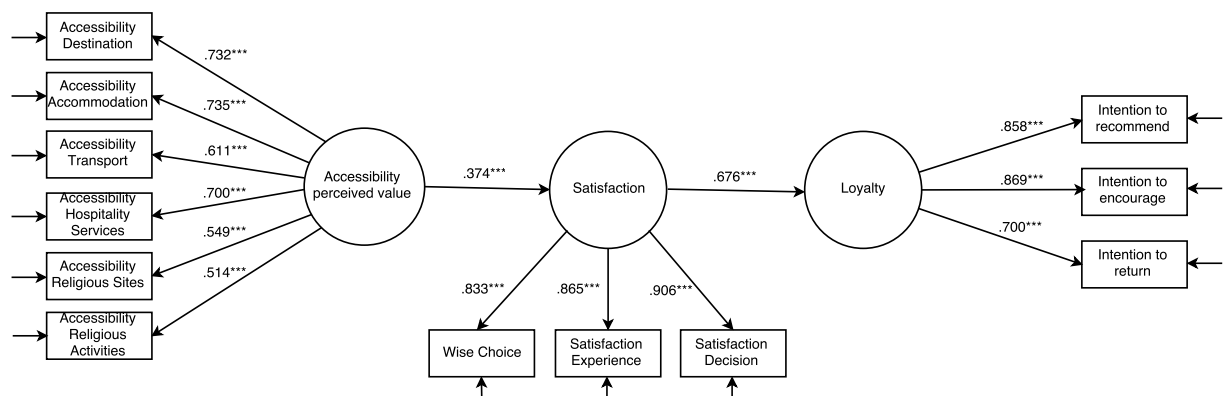 Accessibility
Destination
Accessibility
Accommodation
Accessibility
Transport
Accessibility
Hospitality
Services
Accessibility
Religious Sites
Accessibility
Religious
Activities
.732***
.735***
.611***
.700***
.549***
.514***
Accessibility
perceived value
.374***
Satisfaction
.833***
.865***
.906***
Wise Choice
Satisfaction
Experience
Satisfaction
Decision
.676***
Loyalty
.858***
.869***
.700***
Intention to
recommend
Intention to
encourage
Intention to
return